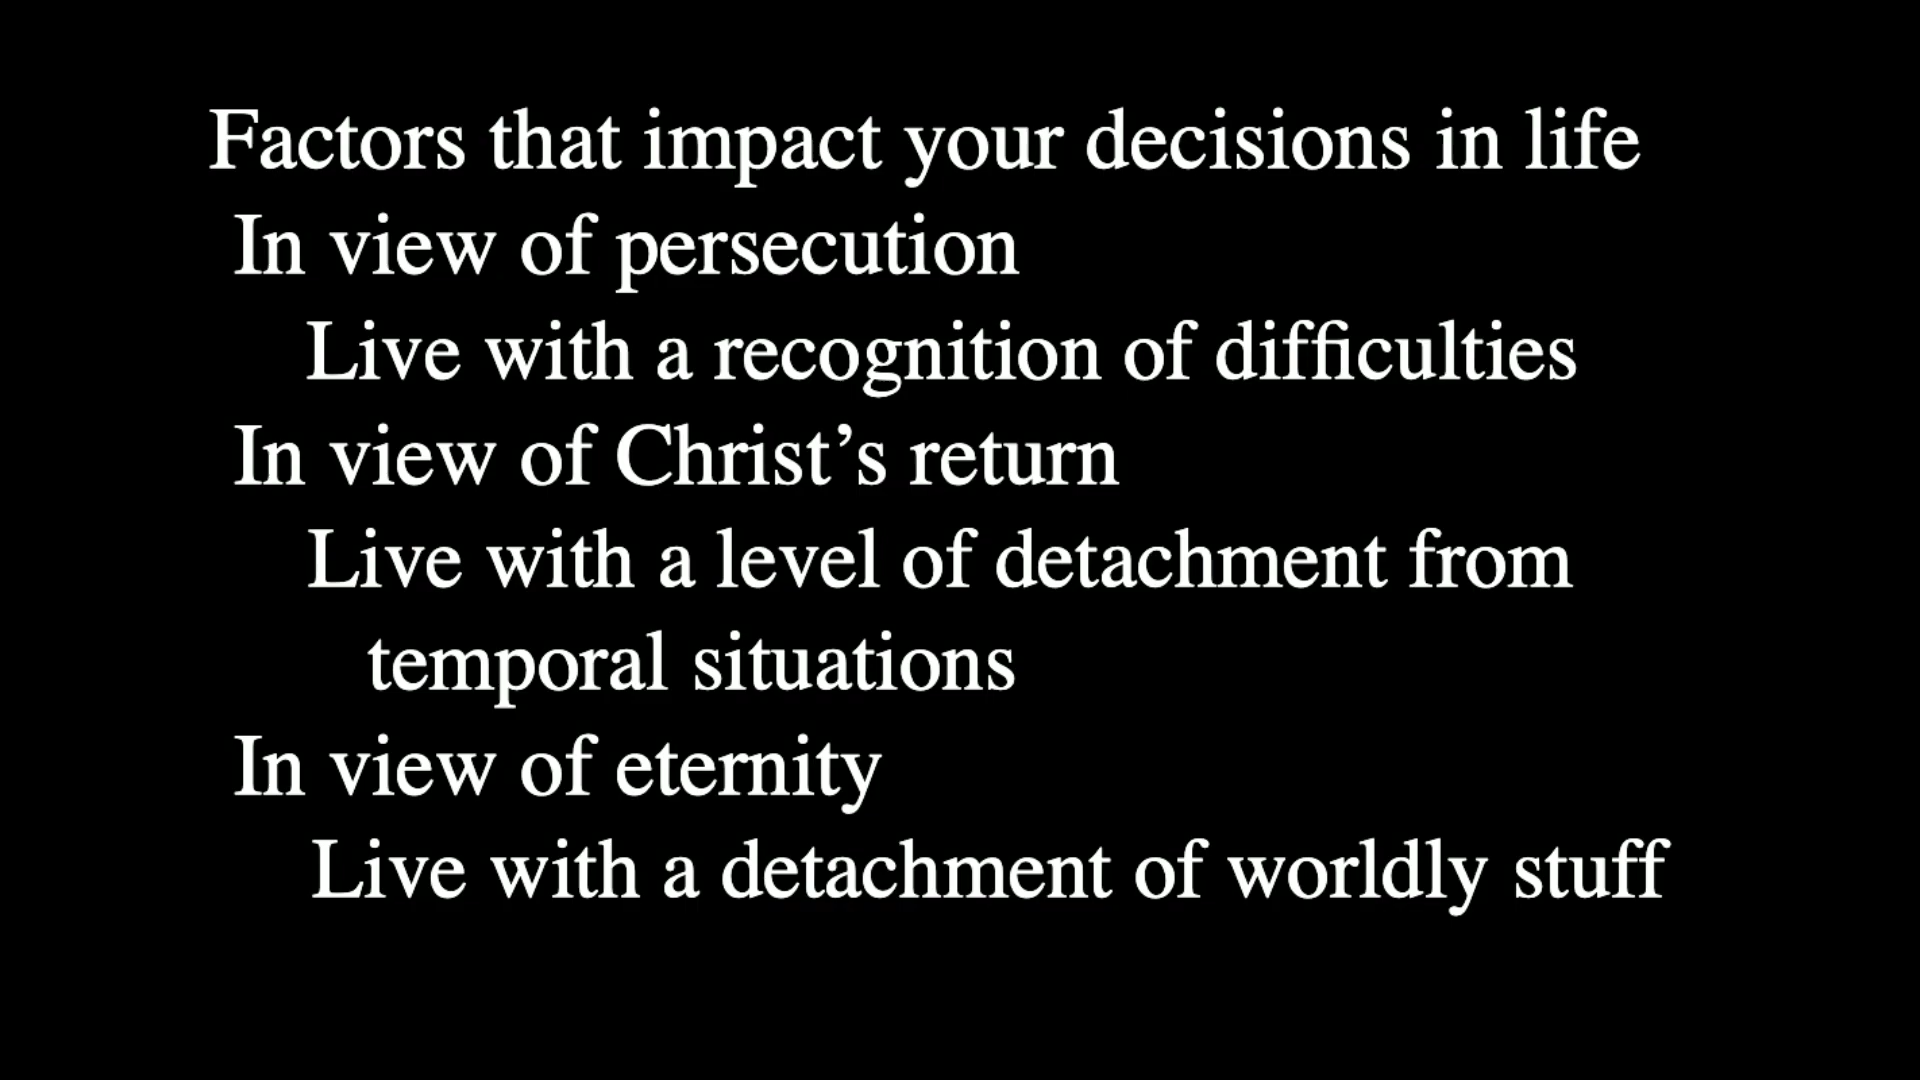 Factors that impact your decisions in life
In view of persecution
Live with a recognition of difficulties
In view of Christ’s return
Live with a level of detachment from
temporal situations
In view of eternity
Live with a detachment of worldly stuff